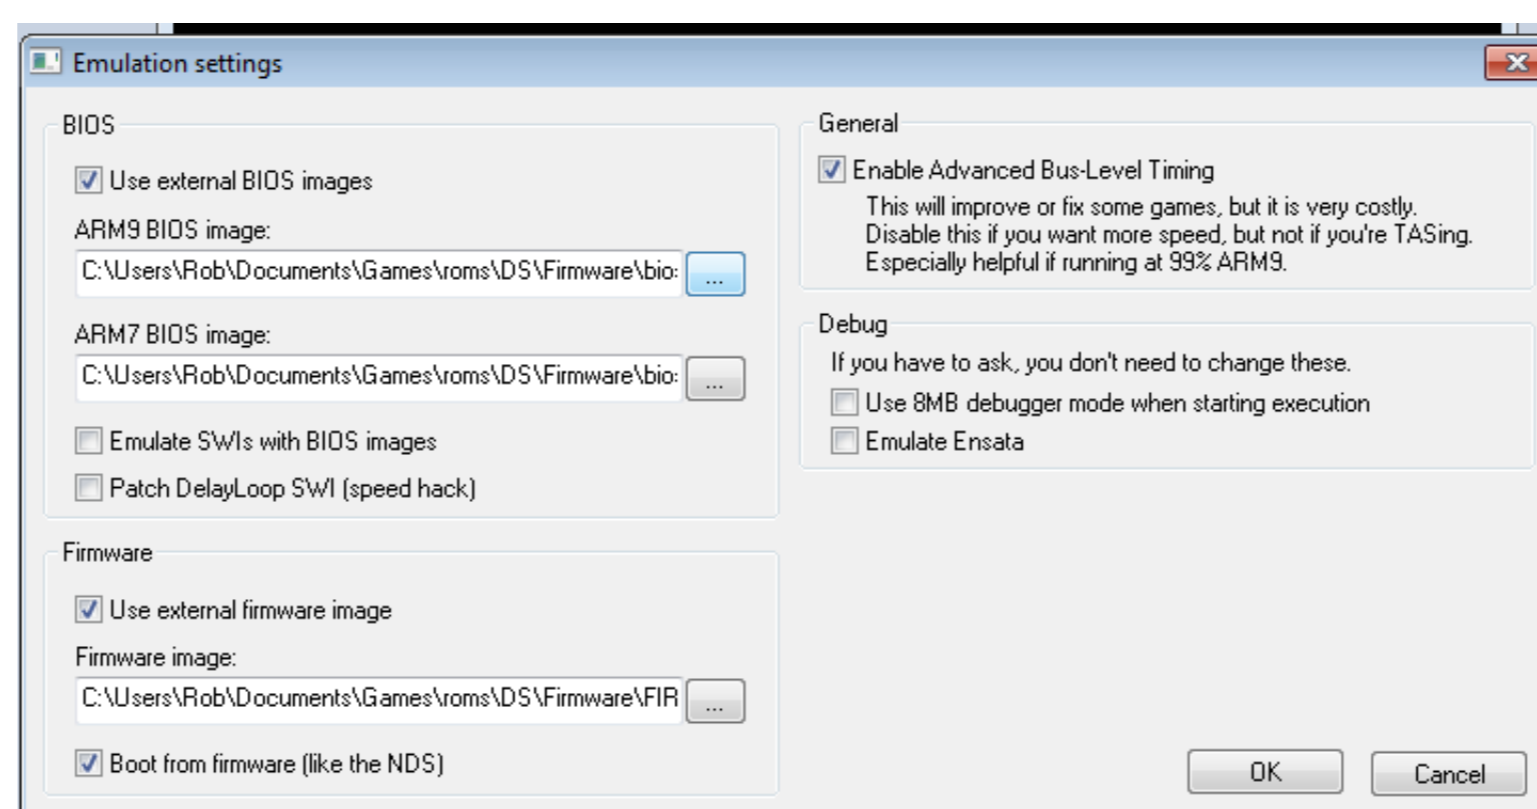 Emulation settings
BIOS
Use external BIOS images
ARM9 BIOS image:
C:\Users\Rob\Documents\Games\roms\DS\Firmware\bio
...
ARM7 BIOS image:
C:\Users\Rob\Documents\Games\roms\DS\Firmware\bio
...
Emulate SWIs with BIOS images
Patch DelayLoop SWI (speed hack)
Firmware
Use external firmware image
Firmware image:
C:\Users\Rob\Documents\Games\roms\DS\Firmware\FIR
...
Boot from firmware (like the NDS)
General
Enable Advanced Bus-Level Timing
This will improve or fix some games, but it is very costly.
Disable this if you want more speed, but not if you're TASing.
Especially helpful if running at 99% ARM9.
Debug
If you have to ask, you don't need to change these.
Use 8MB debugger mode when starting execution
Emulate Ensata
OK
Cancel